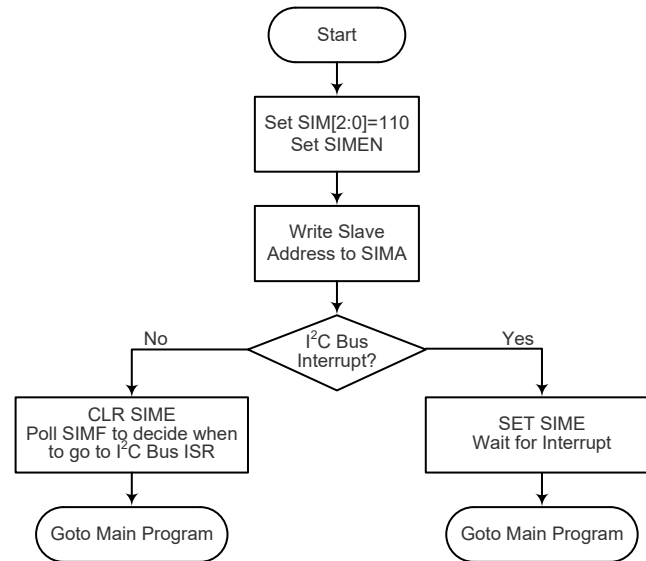 Start
Set SIM[2:0]=110
Set SIMEN
Write Slave
Address to SIMA
I²C Bus
Interrupt?
No
Yes
CLR SIME
Poll SIMF to decide when
to go to I²C Bus ISR
SET SIME
Wait for Interrupt
Goto Main Program
Goto Main Program